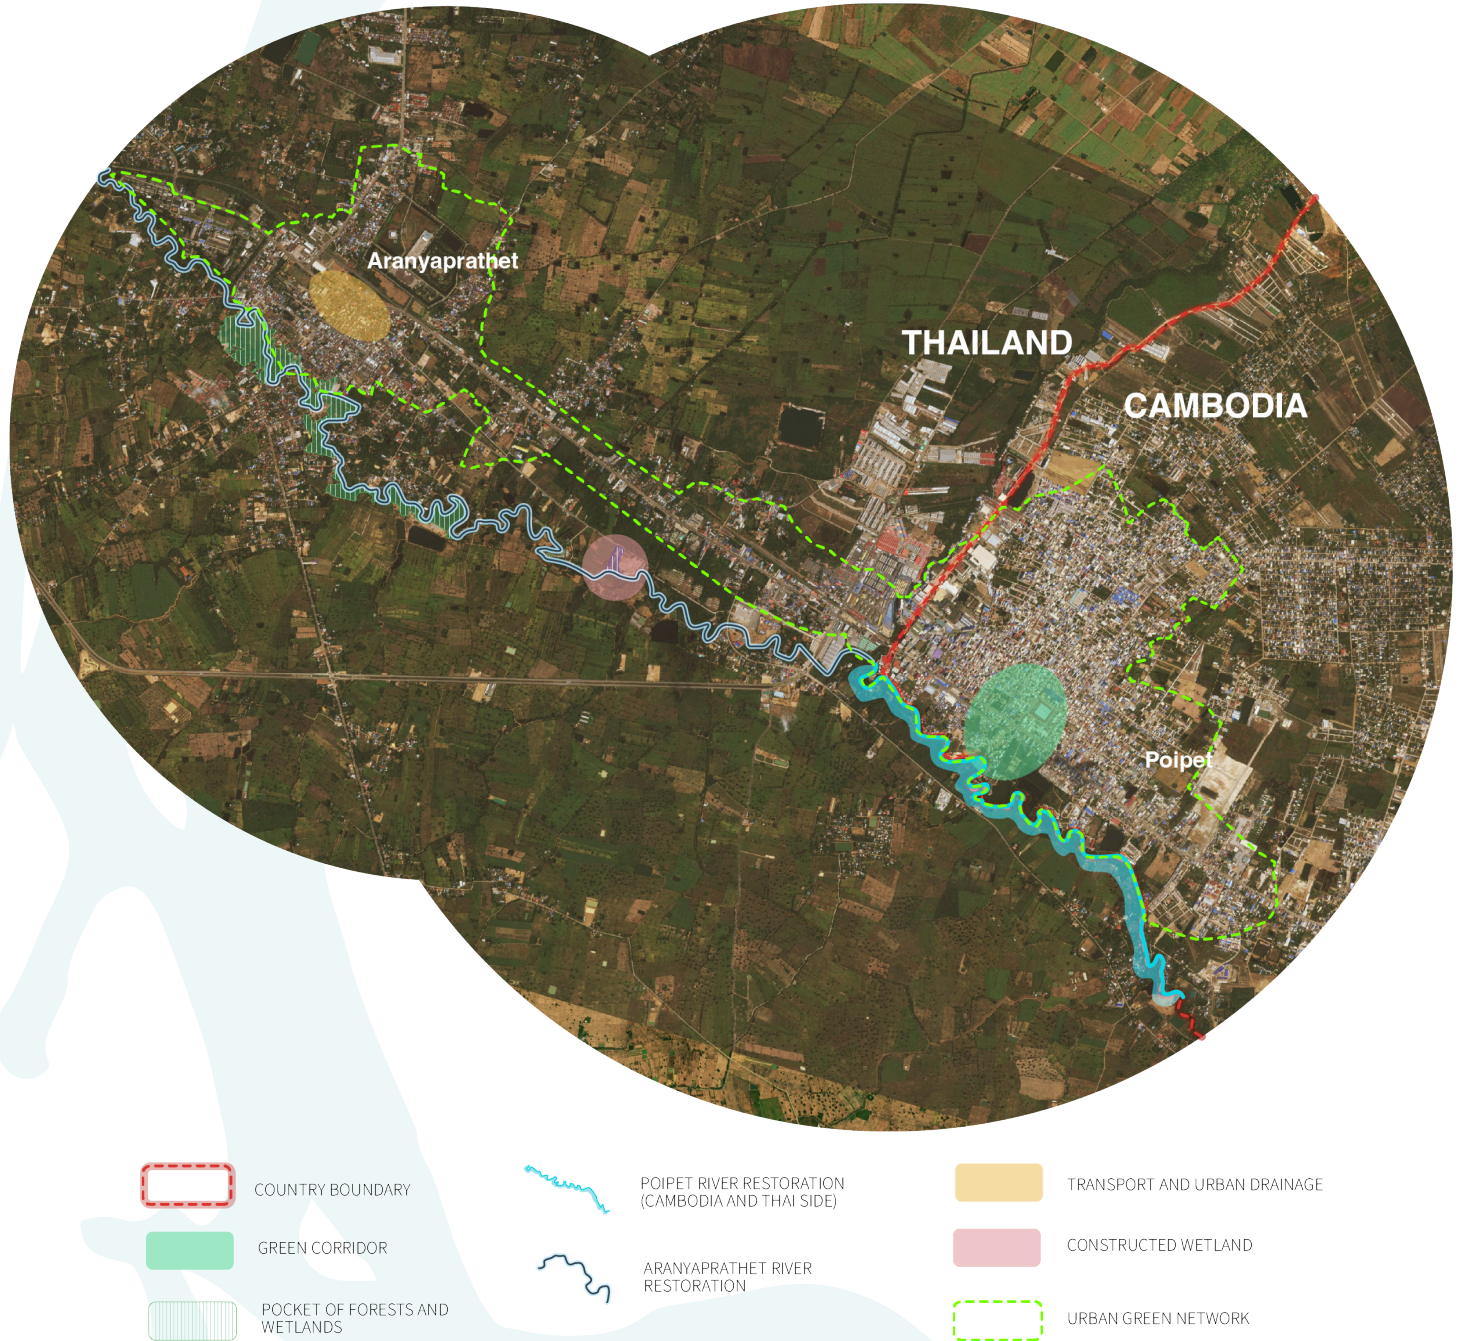 Aranyaprathet
THAILAND
CAMBODIA
Poipet
COUNTRY BOUNDARY
GREEN CORRIDOR
POCKET OF FORESTS AND
WETLANDS
POIPET RIVER RESTORATION
(CAMBODIA AND THAI SIDE)
ARANYAPRATHET RIVER
RESTORATION
TRANSPORT AND URBAN DRAINAGE
CONSTRUCTED WETLAND
URBAN GREEN NETWORK